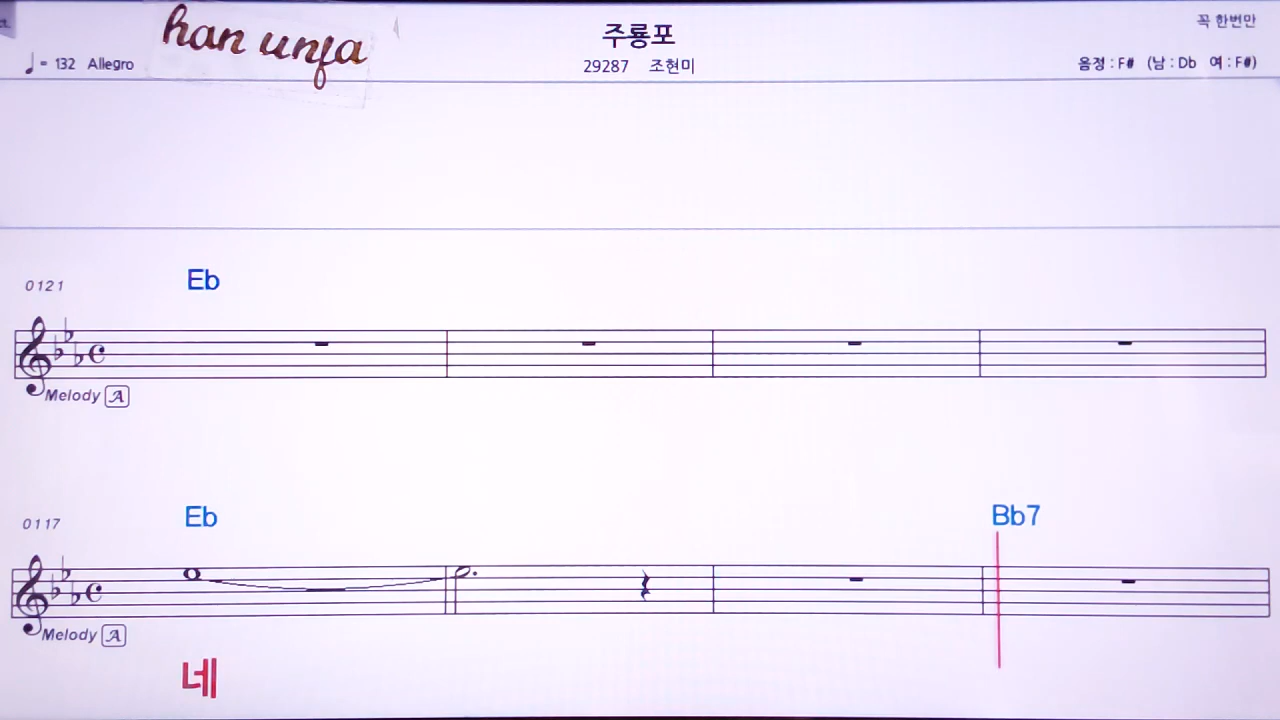 han unfa
주룡포
꼭 한번만
♩= 132 Allegro
29287 조현미
음정 : F# (남 : Db 여 : F#)
0121 Eb
Melody A
0117 Eb Bb7
Melody A
네